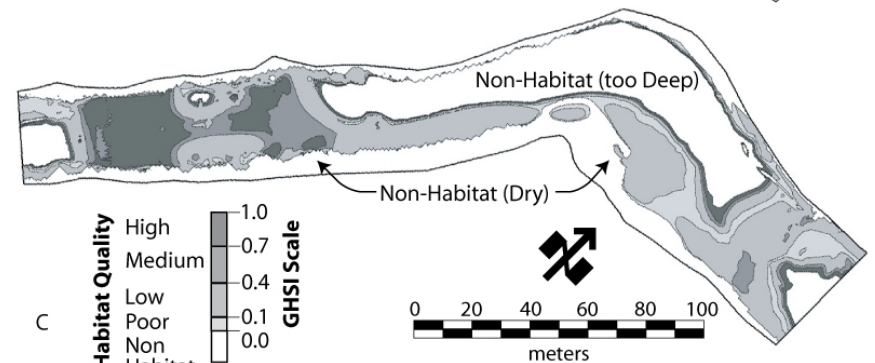 Non-Habitat (too Deep)
Non-Habitat (Dry)
Habitat Quality
High
Medium
Low
Poor
Non
Habitat
1.0
0.7
0.4
0.1
0.0
GHSI Scale
C
0 20 40 60 80 100
meters